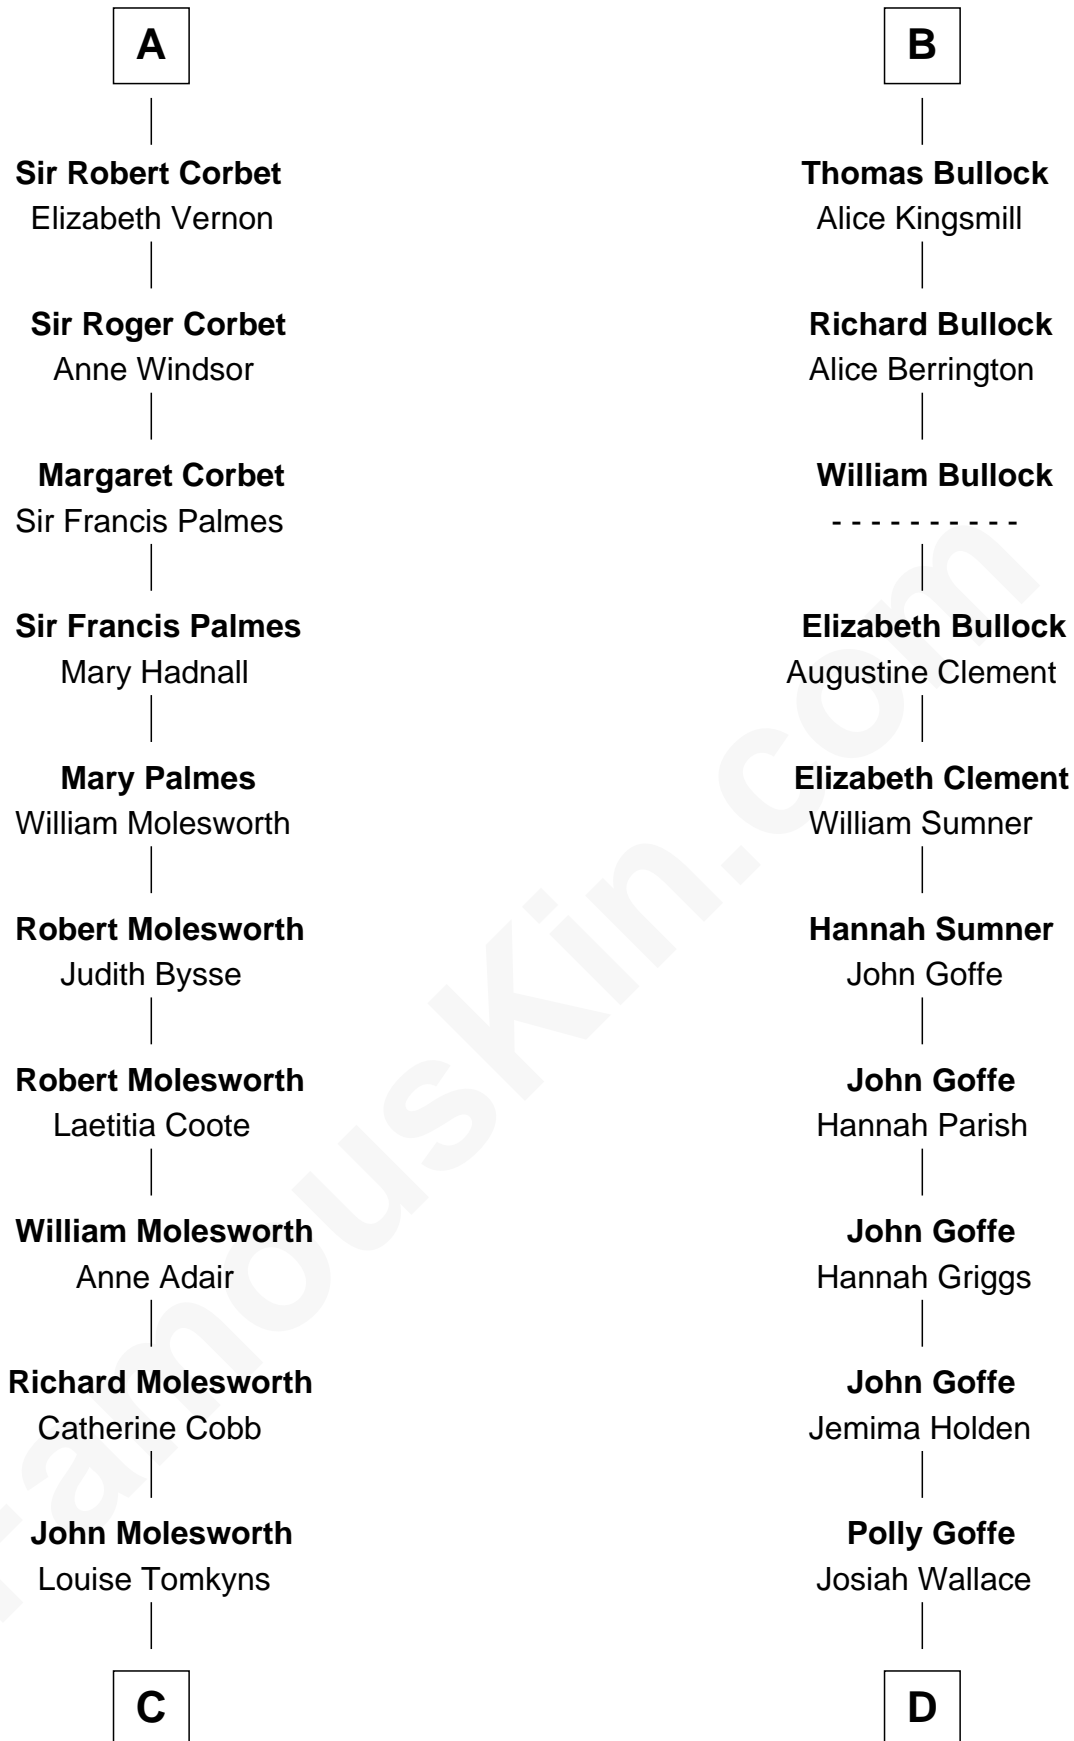 A
Sir Robert Corbet
Elizabeth Vernon
Sir Roger Corbet
Anne Windsor
Margaret Corbet
Sir Francis Palmes
Sir Francis Palmes
Mary Hadnall
Mary Palmes
William Molesworth
Robert Molesworth
Judith Bysse
Robert Molesworth
Laetitia Coote
William Molesworth
Anne Adair
Richard Molesworth
Catherine Cobb
John Molesworth
Louise Tomkyns
C
B
Thomas Bullock
Alice Kingsmill
Richard Bullock
Alice Berrington
William Bullock
- - - - - - - - - -
Elizabeth Bullock
Augustine Clement
Elizabeth Clement
William Sumner
Hannah Sumner
John Goffe
John Goffe
Hannah Parish
John Goffe
Hannah Griggs
John Goffe
Jemima Holden
Polly Goffe
Josiah Wallace
D
FamousKin.com